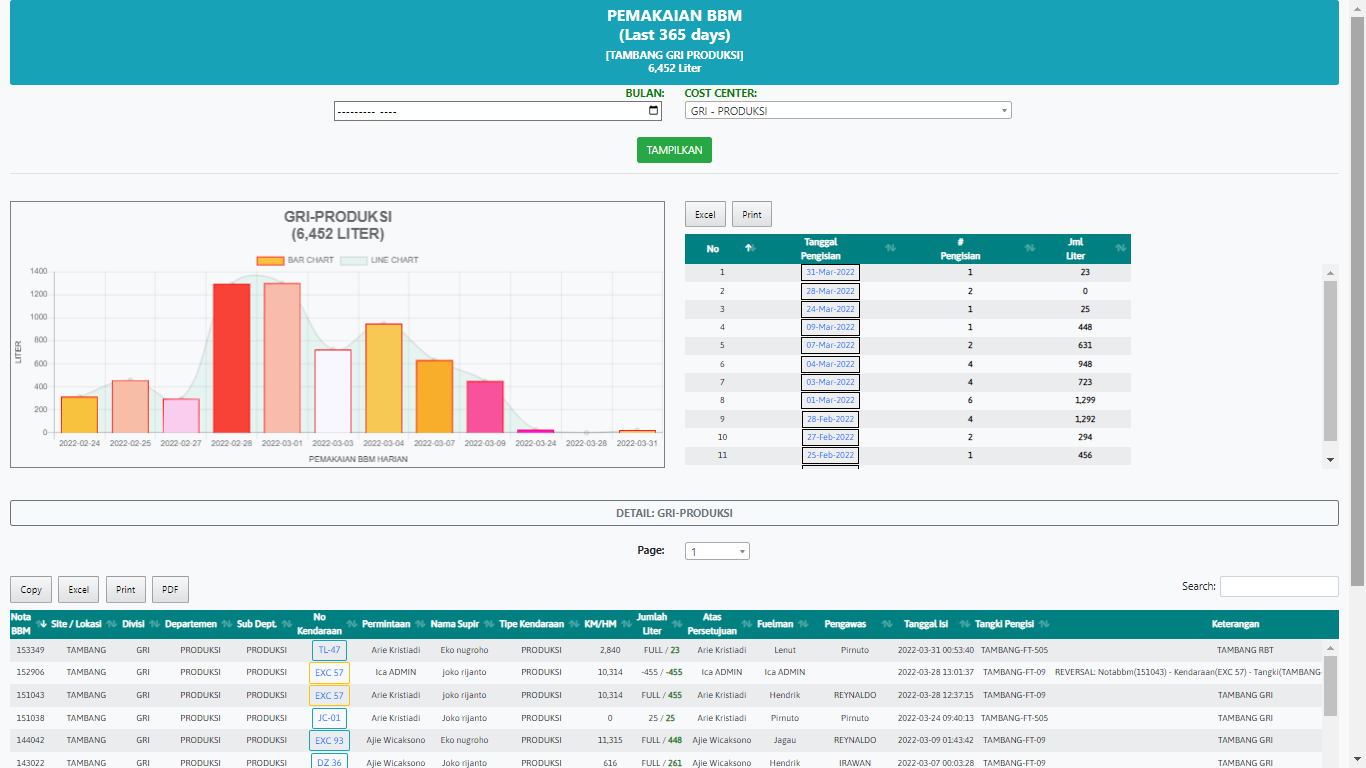 PEMAKAIAN BBM
(Last 365 days)
[TAMBANG GRI PRODUKSI]
6,452 Liter
BULAN: COST CENTER:
--------- ---- GRI - PRODUKSI
TAMPILKAN
GRI-PRODUKSI
(6,452 LITER)
BAR CHART LINE CHART
1400
1200
1000
800
600
400
200
0
LITER
2022-02-24 2022-02-25 2022-02-27 2022-02-28 2022-03-01 2022-03-03 2022-03-04 2022-03-07 2022-03-09 2022-03-24 2022-03-28 2022-03-31
PEMAKAIAN BBM HARIAN
Excel Print
No Tanggal Pengisian # Pengisian Jml Liter
1 31-Mar-2022 1 23
2 28-Mar-2022 2 0
3 24-Mar-2022 1 25
4 09-Mar-2022 1 448
5 07-Mar-2022 2 631
6 04-Mar-2022 4 948
7 03-Mar-2022 4 723
8 01-Mar-2022 6 1,299
9 28-Feb-2022 4 1,292
10 27-Feb-2022 2 294
11 25-Feb-2022 1 456
DETAIL: GRI-PRODUKSI
Page: 1
Copy Excel Print PDF Search:
Nota BBM Site / Lokasi Divisi Departemen Sub Dept. No Kendaraan Permintaan Nama Supir Tipe Kendaraan KM/HM Jumlah Liter Atas Persetujuan Fuelman Pengawas Tanggal Isi Tangki Pengisi Keterangan
153349 TAMBANG GRI PRODUKSI PRODUKSI TL-47 Arie Kristiadi Eko nugroho PRODUKSI 2,840 FULL / 23 Arie Kristiadi Lenut Pirnuto 2022-03-31 00:53:40 TAMBANG-FT-505 TAMBANG RBT
152906 TAMBANG GRI PRODUKSI PRODUKSI EXC 57 Ica ADMIN joko rijanto PRODUKSI 10,314 -455 / -455 Ica ADMIN Ica ADMIN 2022-03-28 13:01:37 TAMBANG-FT-09 REVERSAL: Notabbm(151043) - Kendaraan(EXC 57) - Tangki(TAMBANG-
151043 TAMBANG GRI PRODUKSI PRODUKSI EXC 57 Arie Kristiadi joko rijanto PRODUKSI 10,314 FULL / 455 Arie Kristiadi Hendrik REYNALDO 2022-03-28 12:37:15 TAMBANG-FT-09 TAMBANG GRI
151038 TAMBANG GRI PRODUKSI PRODUKSI JC-01 Arie Kristiadi Joko rijanto PRODUKSI 0 25 / 25 Arie Kristiadi Pirnuto Pirnuto 2022-03-24 09:40:13 TAMBANG-FT-505 TAMBANG GRI
144042 TAMBANG GRI PRODUKSI PRODUKSI EXC 93 Ajie Wicaksono Eko nugroho PRODUKSI 11,315 FULL / 448 Ajie Wicaksono Jagau REYNALDO 2022-03-09 01:43:42 TAMBANG-FT-09 TAMBANG GRI
143022 TAMBANG GRI PRODUKSI PRODUKSI DZ 36 Ajie Wicaksono Joko rijanto PRODUKSI 616 FULL / 261 Ajie Wicaksono Hendrik IRAWAN 2022-03-07 00:03:28 TAMBANG-FT-09 TAMBANG GRI